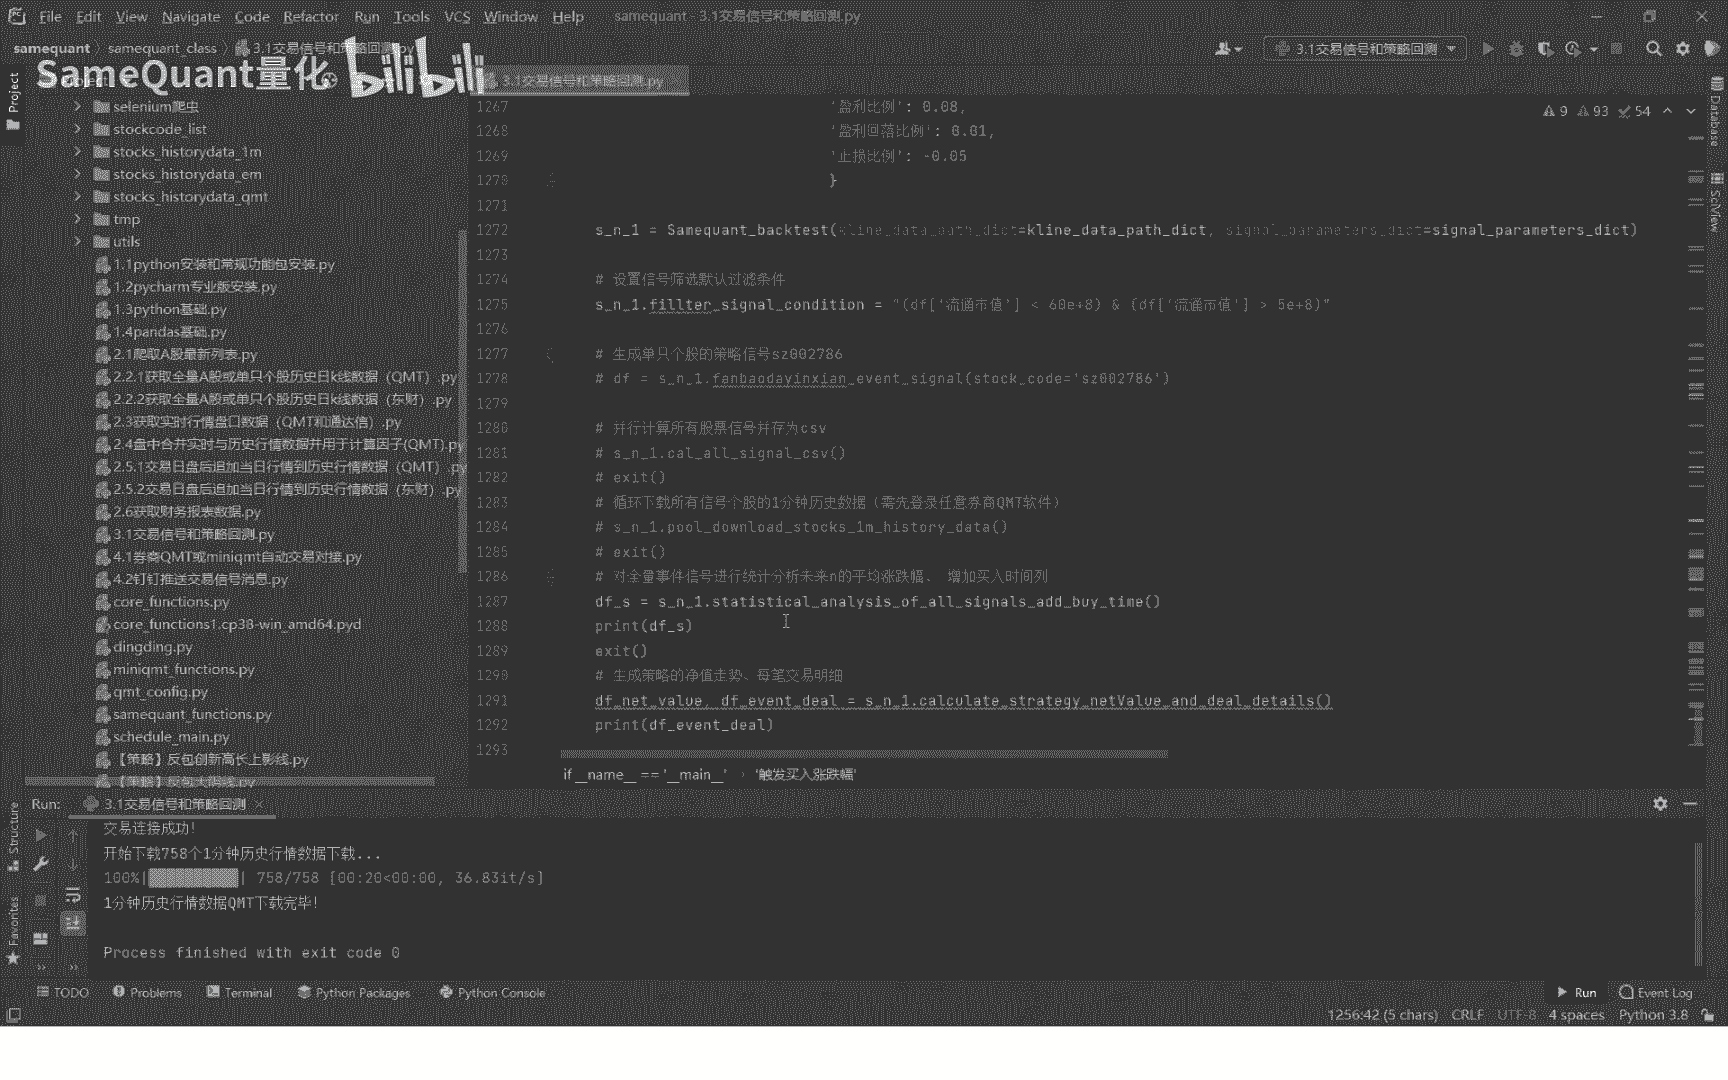 File Edit View Navigate Code Refactor Run Tools VCS Window Help samequant - 3.1交易信号和策略回测.py
samequant samequant_class 3.1交易信号和策略回测.py 3.1交易信号和策略回测
SameQuant量化 bilibili
3.1交易信号和策略回测.py
Project
selenium爬虫
stockcode_list
stocks_historydata_1m
stocks_historydata_em
stocks_historydata_qmt
tmp
utils
1.1python安装和常规功能包安装.py
1.2pycharm专业版安装.py
1.3python基础.py
1.4pandas基础.py
2.1爬取A股最新列表.py
2.2.1获取全量A股或单只个股历史日k线数据（QMT）.py
2.2.2获取全量A股或单只个股历史日k线数据（东财）.py
2.3获取实时行情盘口数据（QMT和通达信）.py
2.4盘中合并实时与历史行情数据并用于计算因子(QMT).py
2.5.1交易日盘后追加当日行情到历史行情数据（QMT）.py
2.5.2交易日盘后追加当日行情到历史行情数据（东财）.py
2.6获取财务报表数据.py
3.1交易信号和策略回测.py
4.1券商QMT或miniqmt自动交易对接.py
4.2钉钉推送交易信号消息.py
core_functions.py
core_functions1.cp38-win_amd64.pyd
dingding.py
miniqmt_functions.py
qmt_config.py
samequant_functions.py
schedule_main.py
【策略】反包创新高长上影线.py
【策略】反包大阴线.py
9 93 54
1267 '盈利比例': 0.08,
1268 '盈利回落比例': 0.01,
1269 '止损比例': -0.05
1270 }
1271
1272 s_n_1 = Samequant_backtest(kline_data_path_dict=kline_data_path_dict, signal_parameters_dict=signal_parameters_dict)
1273
1274 # 设置信号筛选默认过滤条件
1275 s_n_1.fillter_signal_condition = "(df['流通市值'] < 60e+8) & (df['流通市值'] > 5e+8)"
1276
1277 # 生成单只个股的策略信号sz002786
1278 # df = s_n_1.fanbaodayinxian_event_signal(stock_code='sz002786')
1279
1280 # 并行计算所有股票信号并存为csv
1281 # s_n_1.cal_all_signal_csv()
1282 # exit()
1283 # 循环下载所有信号个股的1分钟历史数据（需先登录任意券商QMT软件）
1284 # s_n_1.pool_download_stocks_1m_history_data()
1285 # exit()
1286 # 对全量事件信号进行统计分析未来n的平均涨跌幅、 增加买入时间列
1287 df_s = s_n_1.statistical_analysis_of_all_signals_add_buy_time()
1288 print(df_s)
1289 exit()
1290 # 生成策略的净值走势、每笔交易明细
1291 df_net_value, df_event_deal = s_n_1.calculate_strategy_netValue_and_deal_details()
1292 print(df_event_deal)
1293
if __name__ == '__main__' › '触发买入涨跌幅'
Database
SciView
Structure
Favorites
Run: 3.1交易信号和策略回测
交易连接成功！
开始下载758个1分钟历史行情数据下载...
100%|██████████| 758/758 [00:20<00:00, 36.83it/s]
1分钟历史行情数据QMT下载完毕！
Process finished with exit code 0
TODO Problems Terminal Python Packages Python Console Run Event Log
1256:42 (5 chars) CRLF UTF-8 4 spaces Python 3.8